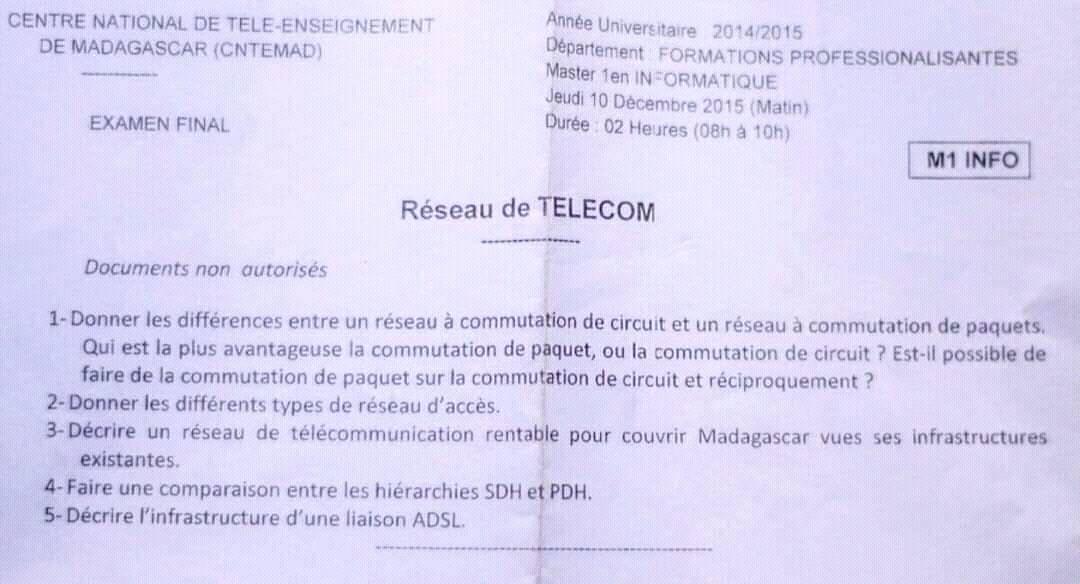 CENTRE NATIONAL DE TELE-ENSEIGNEMENT
DE MADAGASCAR (CNTEMAD)
EXAMEN FINAL
Année Universitaire : 2014/2015
Département : FORMATIONS PROFESSIONALISANTES
Master 1en INFORMATIQUE
Jeudi 10 Décembre 2015 (Matin)
Durée : 02 Heures (08h à 10h)
M1 INFO
Réseau de TELECOM
Documents non autorisés
1- Donner les différences entre un réseau à commutation de circuit et un réseau à commutation de paquets.
Qui est la plus avantageuse la commutation de paquet, ou la commutation de circuit ? Est-il possible de
faire de la commutation de paquet sur la commutation de circuit et réciproquement ?
2- Donner les différents types de réseau d'accès.
3- Décrire un réseau de télécommunication rentable pour couvrir Madagascar vues ses infrastructures
existantes.
4- Faire une comparaison entre les hiérarchies SDH et PDH.
5- Décrire l'infrastructure d'une liaison ADSL.